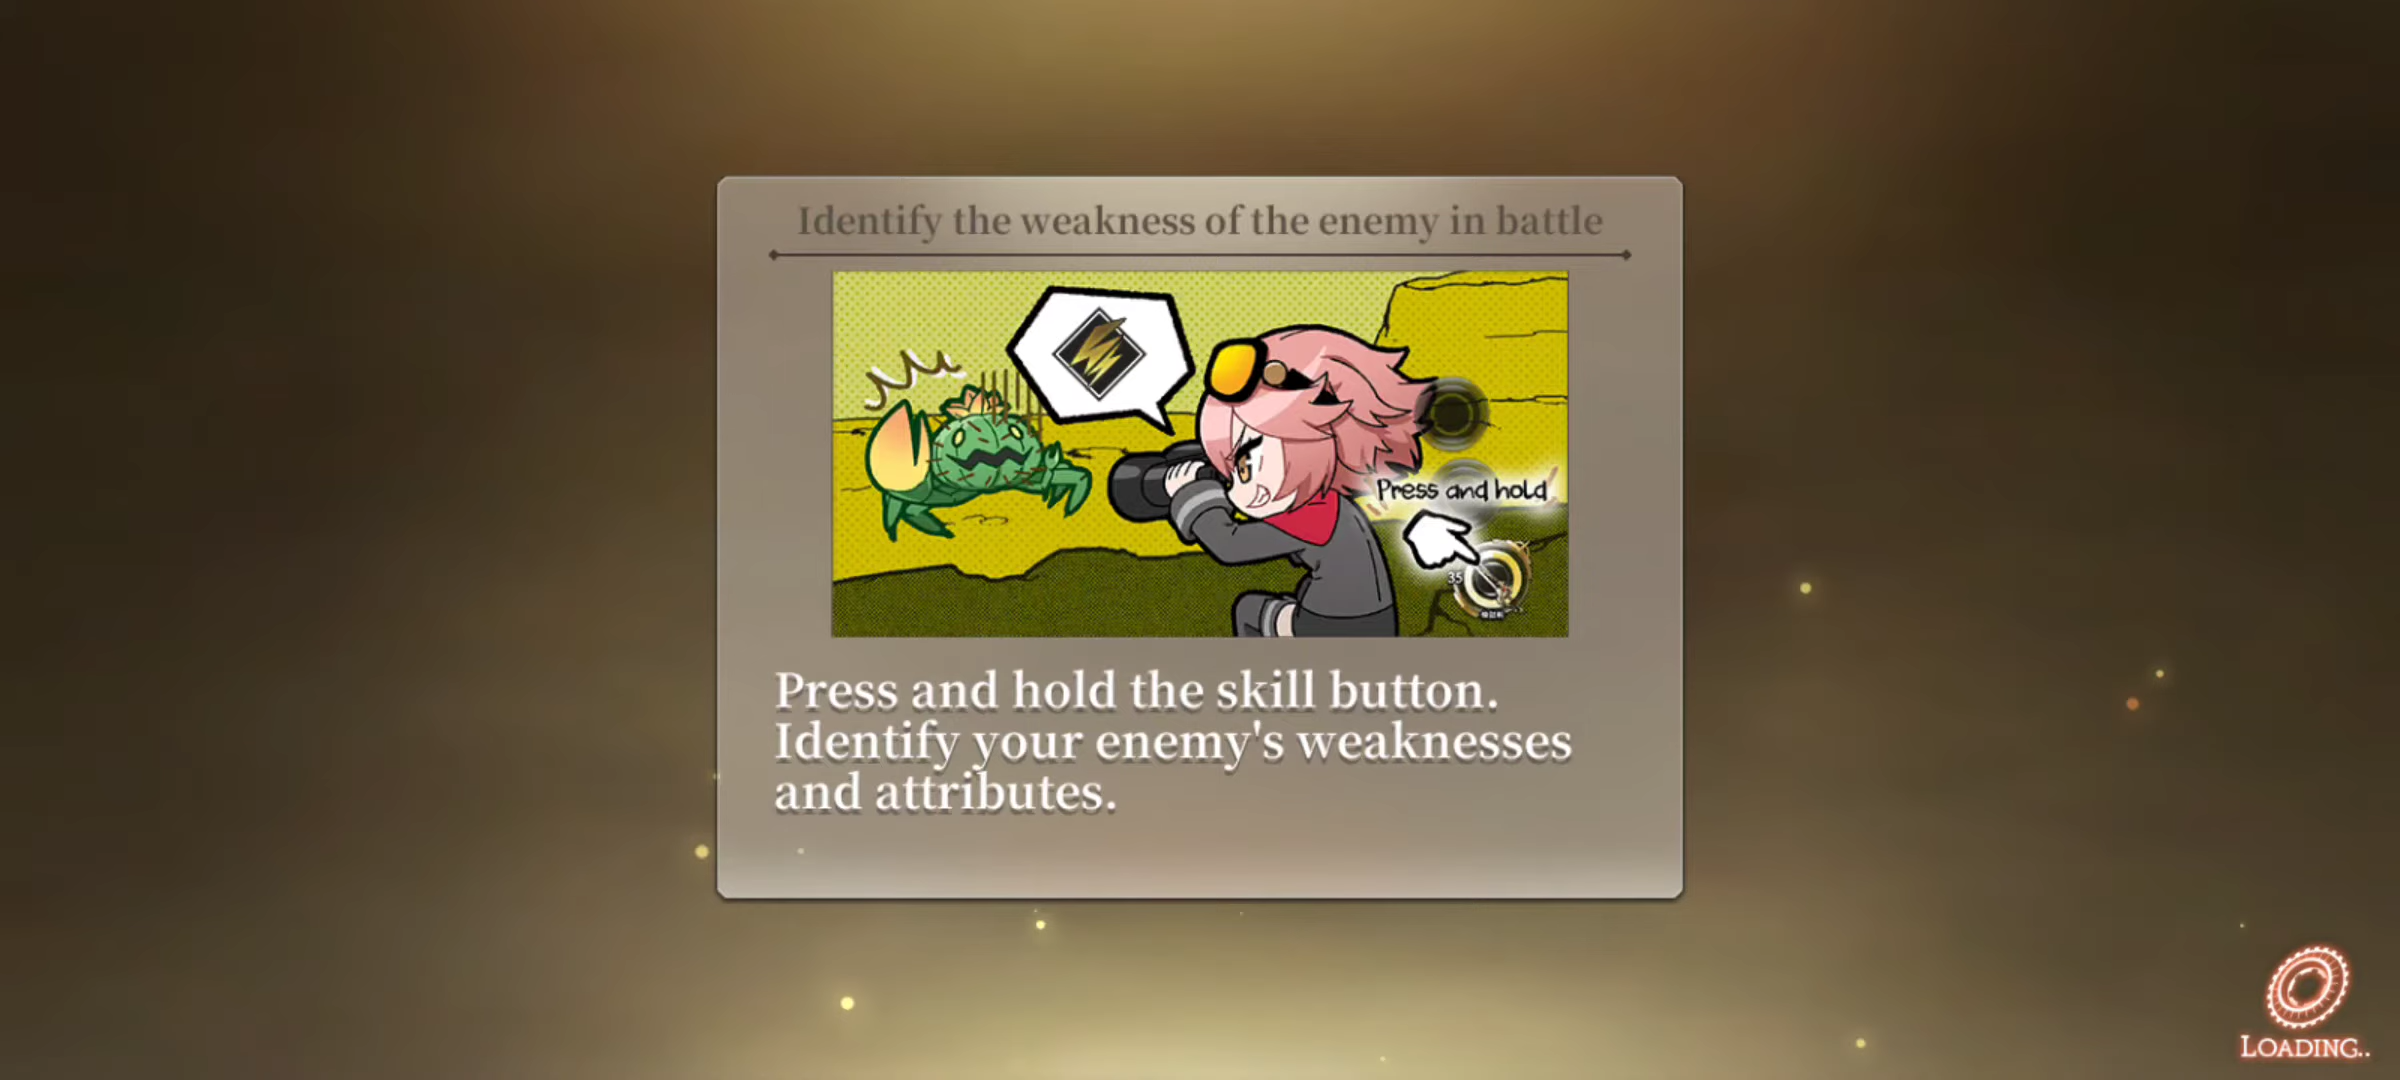 Identify the weakness of the enemy in battle
Press and hold
35
Press and hold the skill button.
Identify your enemy's weaknesses
and attributes.
LOADING..